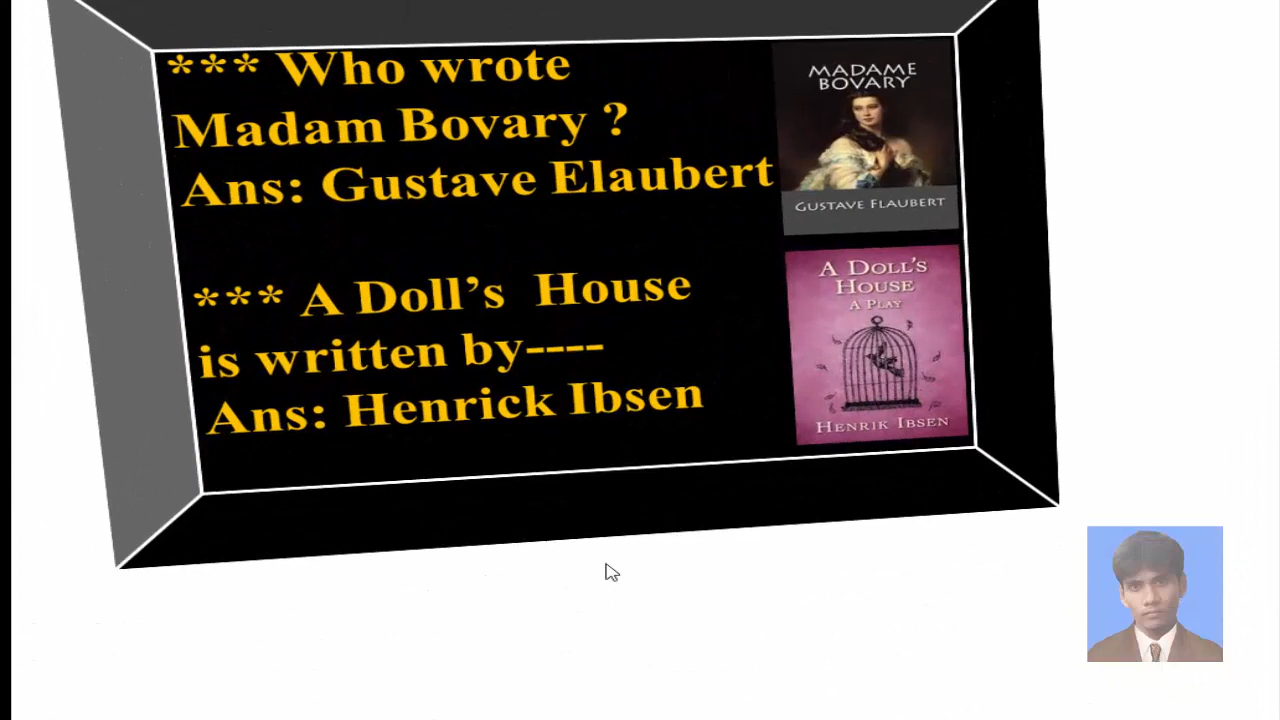 *** Who wrote
Madam Bovary ?
Ans: Gustave Elaubert
*** A Doll's  House
is written by----
Ans: Henrick Ibsen
MADAME
BOVARY
GUSTAVE FLAUBERT
A DOLL'S
HOUSE
A PLAY
HENRIK IBSEN